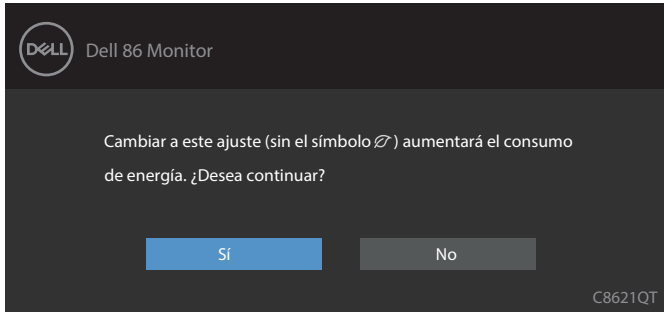 DELL
Dell 86 Monitor
Cambiar a este ajuste (sin el símbolo ) aumentará el consumo
de energía. ¿Desea continuar?
Sí
No
C8621QT